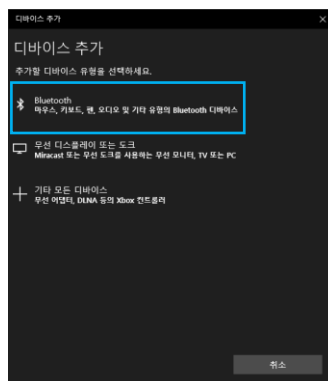 디바이스 추가
디바이스 추가
추가할 디바이스 유형을 선택하세요.
Bluetooth
마우스, 키보드, 펜, 오디오 및 기타 유형의 Bluetooth 디바이스
무선 디스플레이 또는 도크
Miracast 또는 무선 도크를 사용하는 무선 모니터, TV 또는 PC
기타 모든 디바이스
무선 어댑터, DLNA 등의 Xbox 컨트롤러
취소